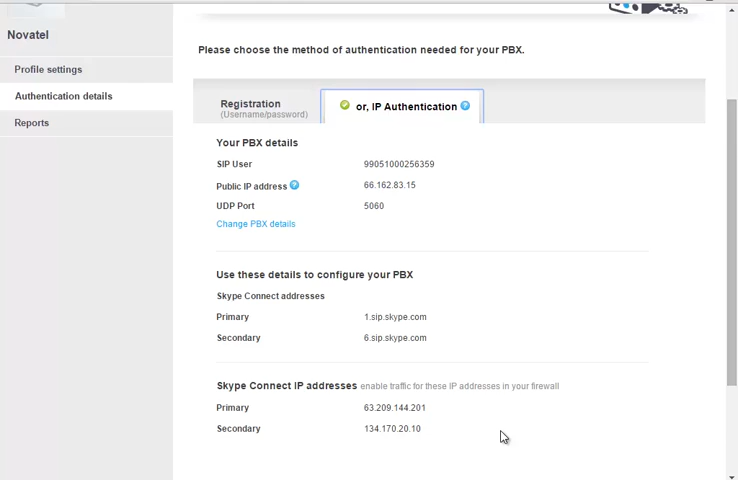 Novatel
Profile settings
Authentication details
Reports
Please choose the method of authentication needed for your PBX.
Registration
(Username/password)
or, IP Authentication ?
Your PBX details
SIP User 99051000256359
Public IP address ? 66.162.83.15
UDP Port 5060
Change PBX details
Use these details to configure your PBX
Skype Connect addresses
Primary 1.sip.skype.com
Secondary 6.sip.skype.com
Skype Connect IP addresses enable traffic for these IP addresses in your firewall
Primary 63.209.144.201
Secondary 134.170.20.10